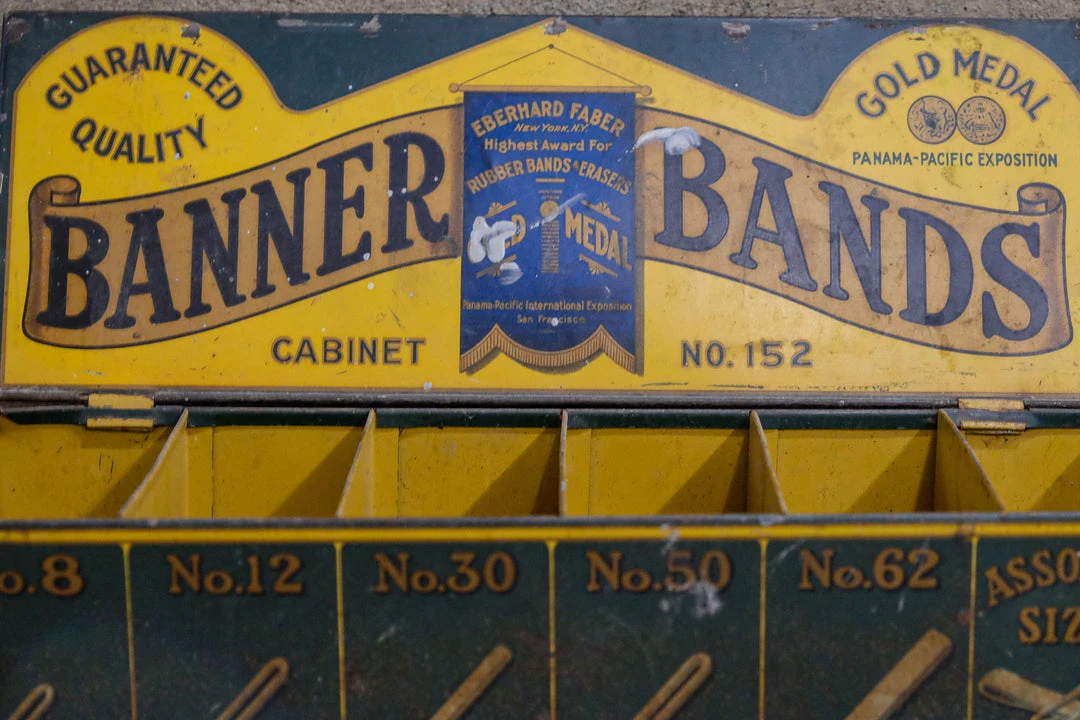 GUARANTEED
QUALITY
GOLD MEDAL
PANAMA-PACIFIC EXPOSITION
BANNER BANDS
EBERHARD FABER
NEW YORK, N.Y.
Highest Award For
RUBBER BANDS & ERASERS
MEDAL
Panama-Pacific International Exposition
San Francisco
CABINET NO. 152
o.8
No.12
No.30
No.50
No.62
ASSO
SIZ